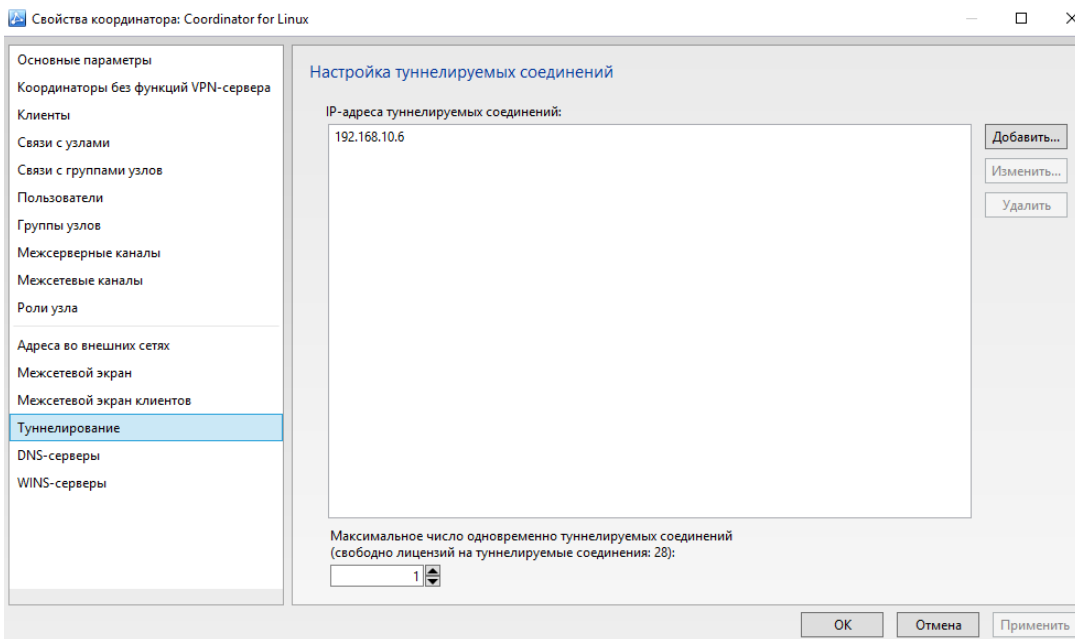 Свойства координатора: Coordinator for Linux
Основные параметры
Координаторы без функций VPN-сервера
Клиенты
Связи с узлами
Связи с группами узлов
Пользователи
Группы узлов
Межсерверные каналы
Межсетевые каналы
Роли узла
Адреса во внешних сетях
Межсетевой экран
Межсетевой экран клиентов
Туннелирование
DNS-серверы
WINS-серверы
Настройка туннелируемых соединений
IP-адреса туннелируемых соединений:
192.168.10.6
Добавить...
Изменить...
Удалить
Максимальное число одновременно туннелируемых соединений
(свободно лицензий на туннелируемые соединения: 28):
1
ОК
Отмена
Применить